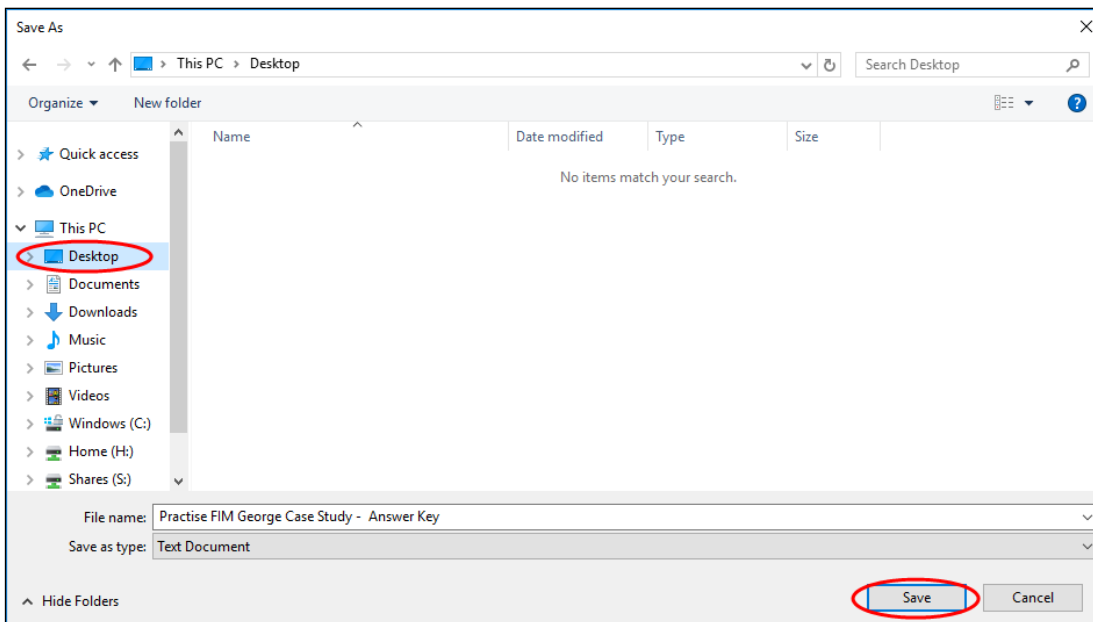 Save As
This PC > Desktop
Search Desktop
Organize
New folder
Name
Date modified
Type
Size
No items match your search.
Quick access
OneDrive
This PC
Desktop
Documents
Downloads
Music
Pictures
Videos
Windows (C:)
Home (H:)
Shares (S:)
File name: Practise FIM George Case Study -  Answer Key
Save as type: Text Document
Hide Folders
Save
Cancel